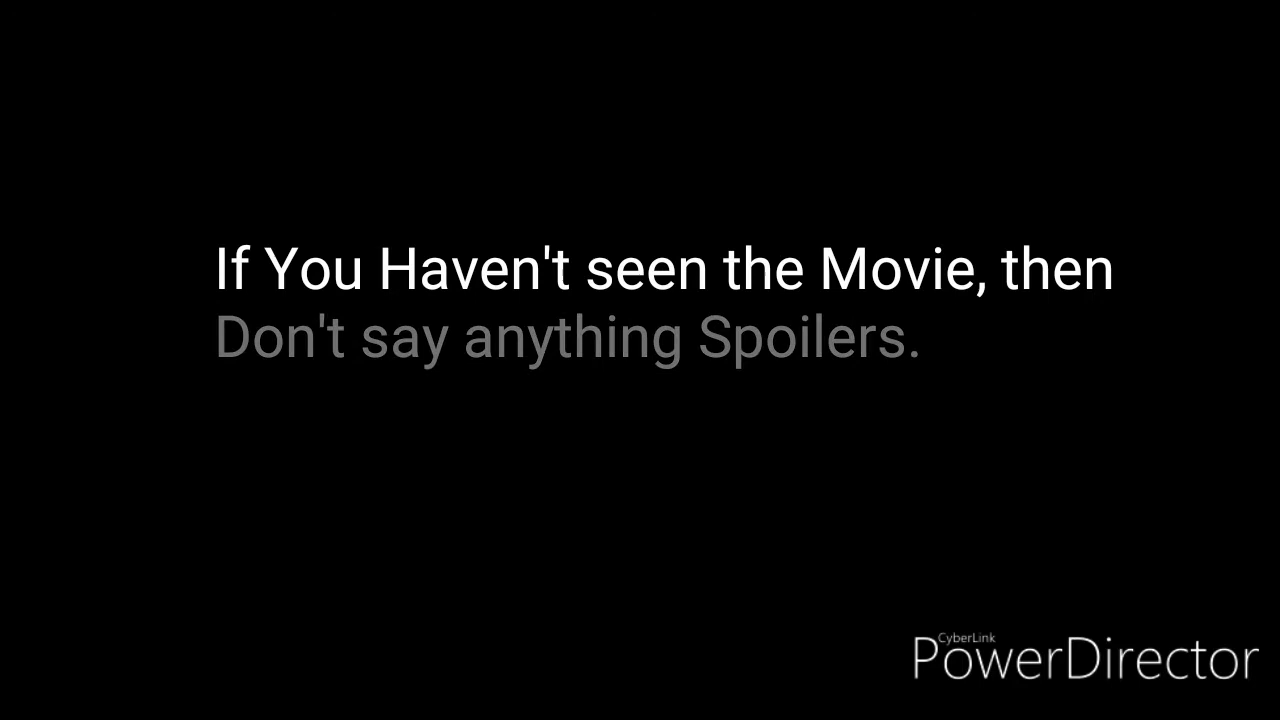 If You Haven't seen the Movie, then
Don't say anything Spoilers.
CyberLink
PowerDirector